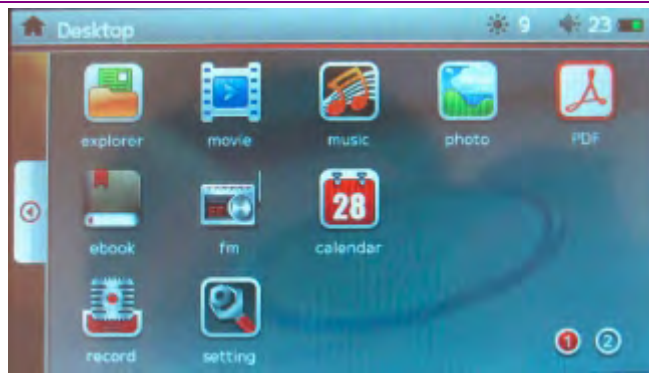 Desktop 9 23
explorer movie music photo PDF
28
ebook fm calendar
record setting
1 2